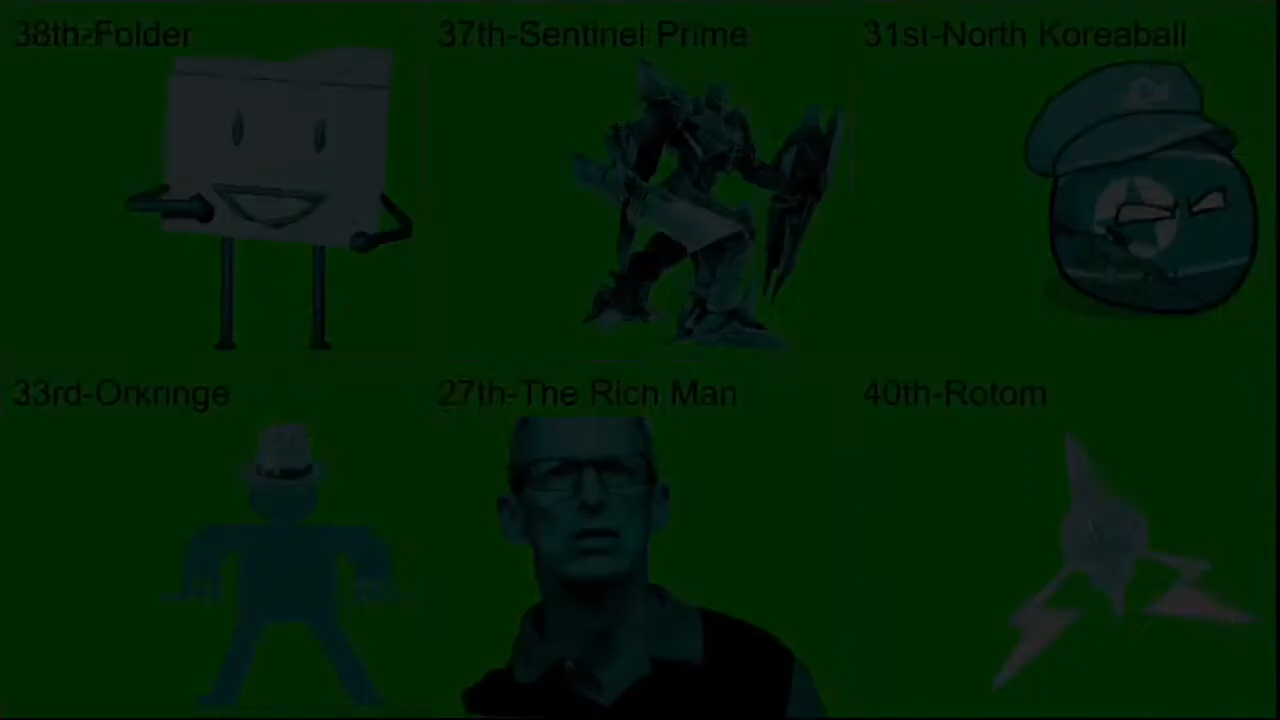 38th-Folder
37th-Sentinel Prime
31st-North Koreaball
33rd-Orkringe
27th-The Rich Man
40th-Rotom